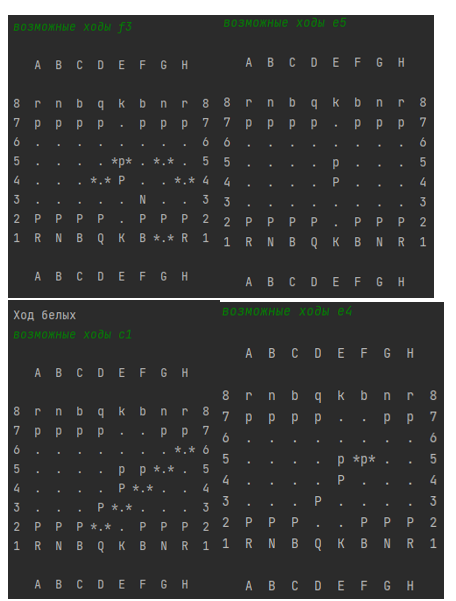 возможные ходы f3
A B C D E F G H
8 r n b q k b n r 8
7 p p p p . p p p 7
6 . . . . . . . . 6
5 . . . . *p* . *.* . 5
4 . . . *.* P . . *.* 4
3 . . . . . N . . 3
2 P P P P . P P P 2
1 R N B Q K B *.* R 1
A B C D E F G H
возможные ходы e5
A B C D E F G H
8 r n b q k b n r 8
7 p p p p . p p p 7
6 . . . . . . . . 6
5 . . . . p . . . 5
4 . . . . P . . . 4
3 . . . . . . . . 3
2 P P P P . P P P 2
1 R N B Q K B N R 1
A B C D E F G H
Ход белых
возможные ходы c1
A B C D E F G H
8 r n b q k b n r 8
7 p p p p . . p p 7
6 . . . . . . . *.* 6
5 . . . . p p *.* . 5
4 . . . . P *.* . . 4
3 . . . P *.* . . . 3
2 P P P *.* . P P P 2
1 R N B Q K B N R 1
A B C D E F G H
возможные ходы e4
A B C D E F G H
8 r n b q k b n r 8
7 p p p p . . p p 7
6 . . . . . . . . 6
5 . . . . p *p* . . 5
4 . . . . P . . . 4
3 . . . P . . . . 3
2 P P P . . P P P 2
1 R N B Q K B N R 1
A B C D E F G H